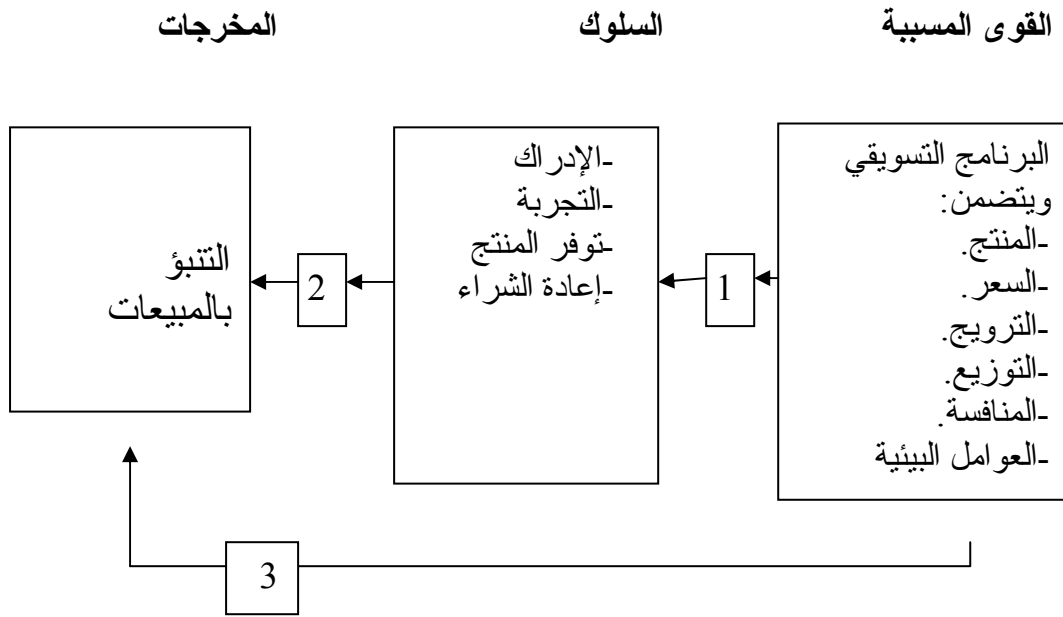 القوى المسببة
السلوك
المخرجات
البرنامج التسويقي
ويتضمن:
-المنتج.
-السعر.
-الترويج.
-التوزيع.
-المنافسة.
-العوامل البيئية
1
-الإدراك
-التجربة
-توفر المنتج
-إعادة الشراء
2
التنبؤ
بالمبيعات
3